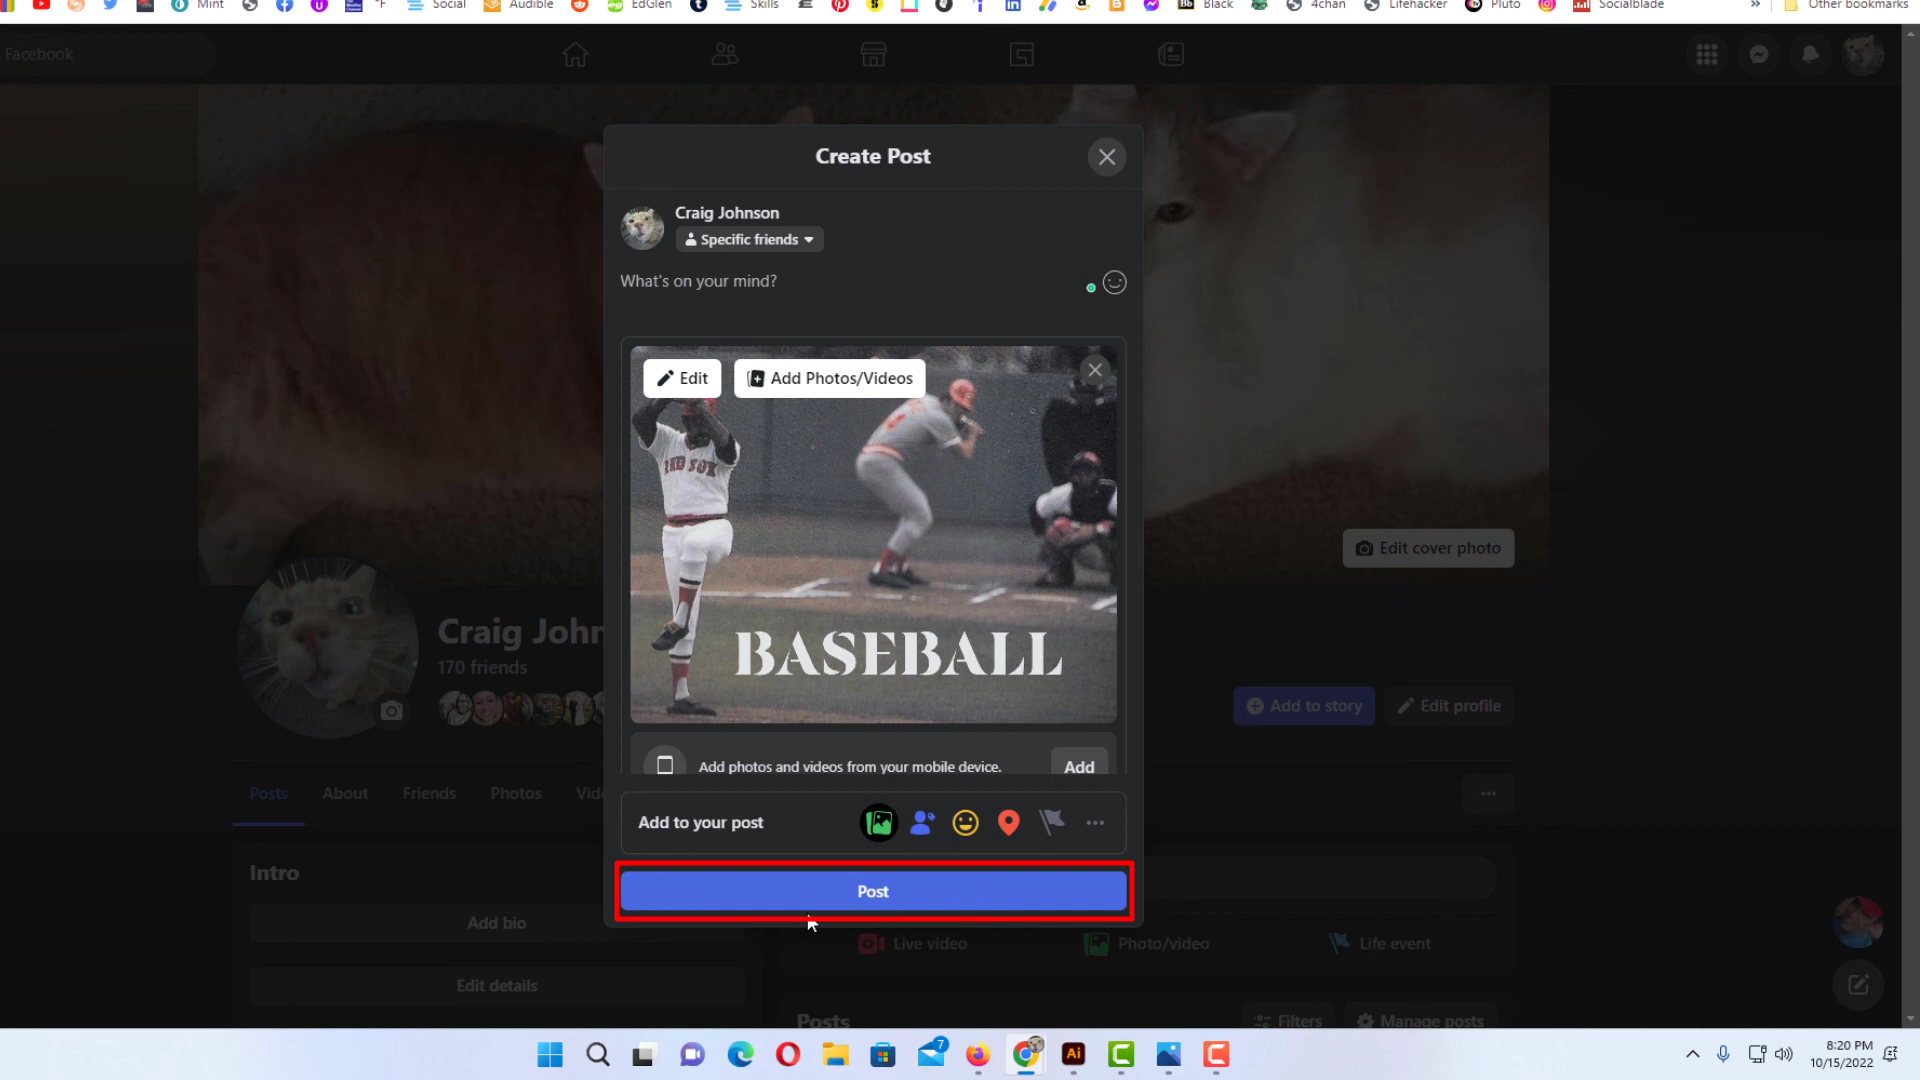 Mint
Social
Audible
EdGlen
Skills
Black
4chan
Lifehacker
Pluto
Socialblade
»
Other bookmarks
Facebook
Create Post
Craig Johnson
Specific friends
What's on your mind?
Edit
Add Photos/Videos
RED SOX
BASEBALL
Edit cover photo
Craig John
170 friends
Add to story
Edit profile
Add photos and videos from your mobile device.
Add
Posts
About
Friends
Photos
Add to your post
Intro
Post
Add bio
Live video
Photo/video
Life event
Edit details
Posts
Filters
Manage posts
7
Ai
8:20 PM
10/15/2022